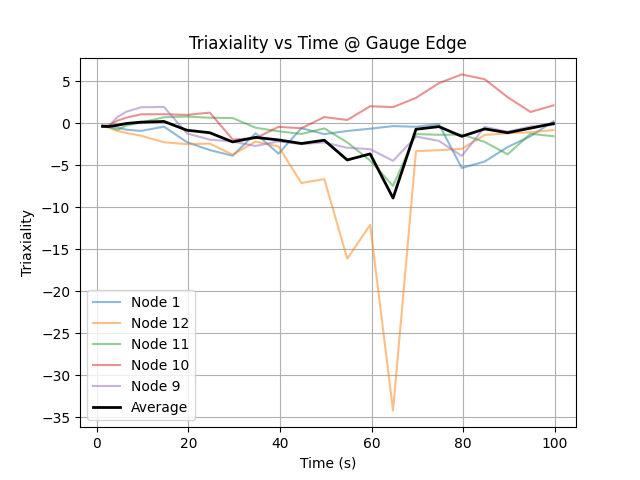 Triaxiality vs Time @ Gauge Edge
Triaxiality
5
0
−5
−10
−15
−20
−25
−30
−35
Node 1
Node 12
Node 11
Node 10
Node 9
Average
0 20 40 60 80 100
Time (s)